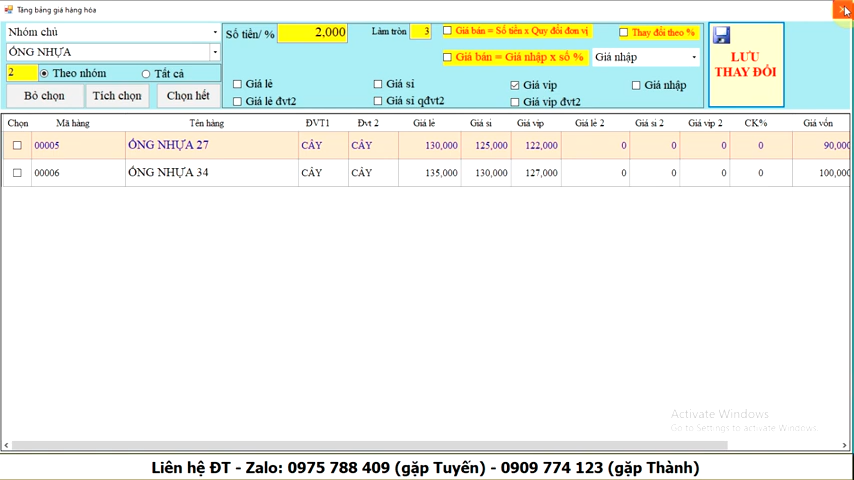 Tăng bảng giá hàng hóa
Nhóm chủ
ỐNG NHỰA
2 Theo nhóm Tất cả
Bỏ chọn Tích chọn Chọn hết
Số tiền/ % 2,000 Làm tròn 3 Giá bán = Số tiền x Quy đổi đơn vị Thay đổi theo %
Giá bán = Giá nhập x số % Giá nhập
Giá lẻ Giá sỉ Giá vip Giá nhập
Giá lẻ đvt2 Giá sỉ qđvt2 Giá vip đvt2
LƯU
THAY ĐỔI
Chọn Mã hàng Tên hàng ĐVT1 Đvt 2 Giá lẻ Giá sỉ Giá vip Giá lẻ 2 Giá sỉ 2 Giá vip 2 CK% Giá vốn
00005 ỐNG NHỰA 27 CÂY CÂY 130,000 125,000 122,000 0 0 0 0 90,000
00006 ỐNG NHỰA 34 CÂY CÂY 135,000 130,000 127,000 0 0 0 0 100,000
Activate Windows
Go to Settings to activate Windows.
Liên hệ ĐT - Zalo: 0975 788 409 (gặp Tuyến) - 0909 774 123 (gặp Thành)